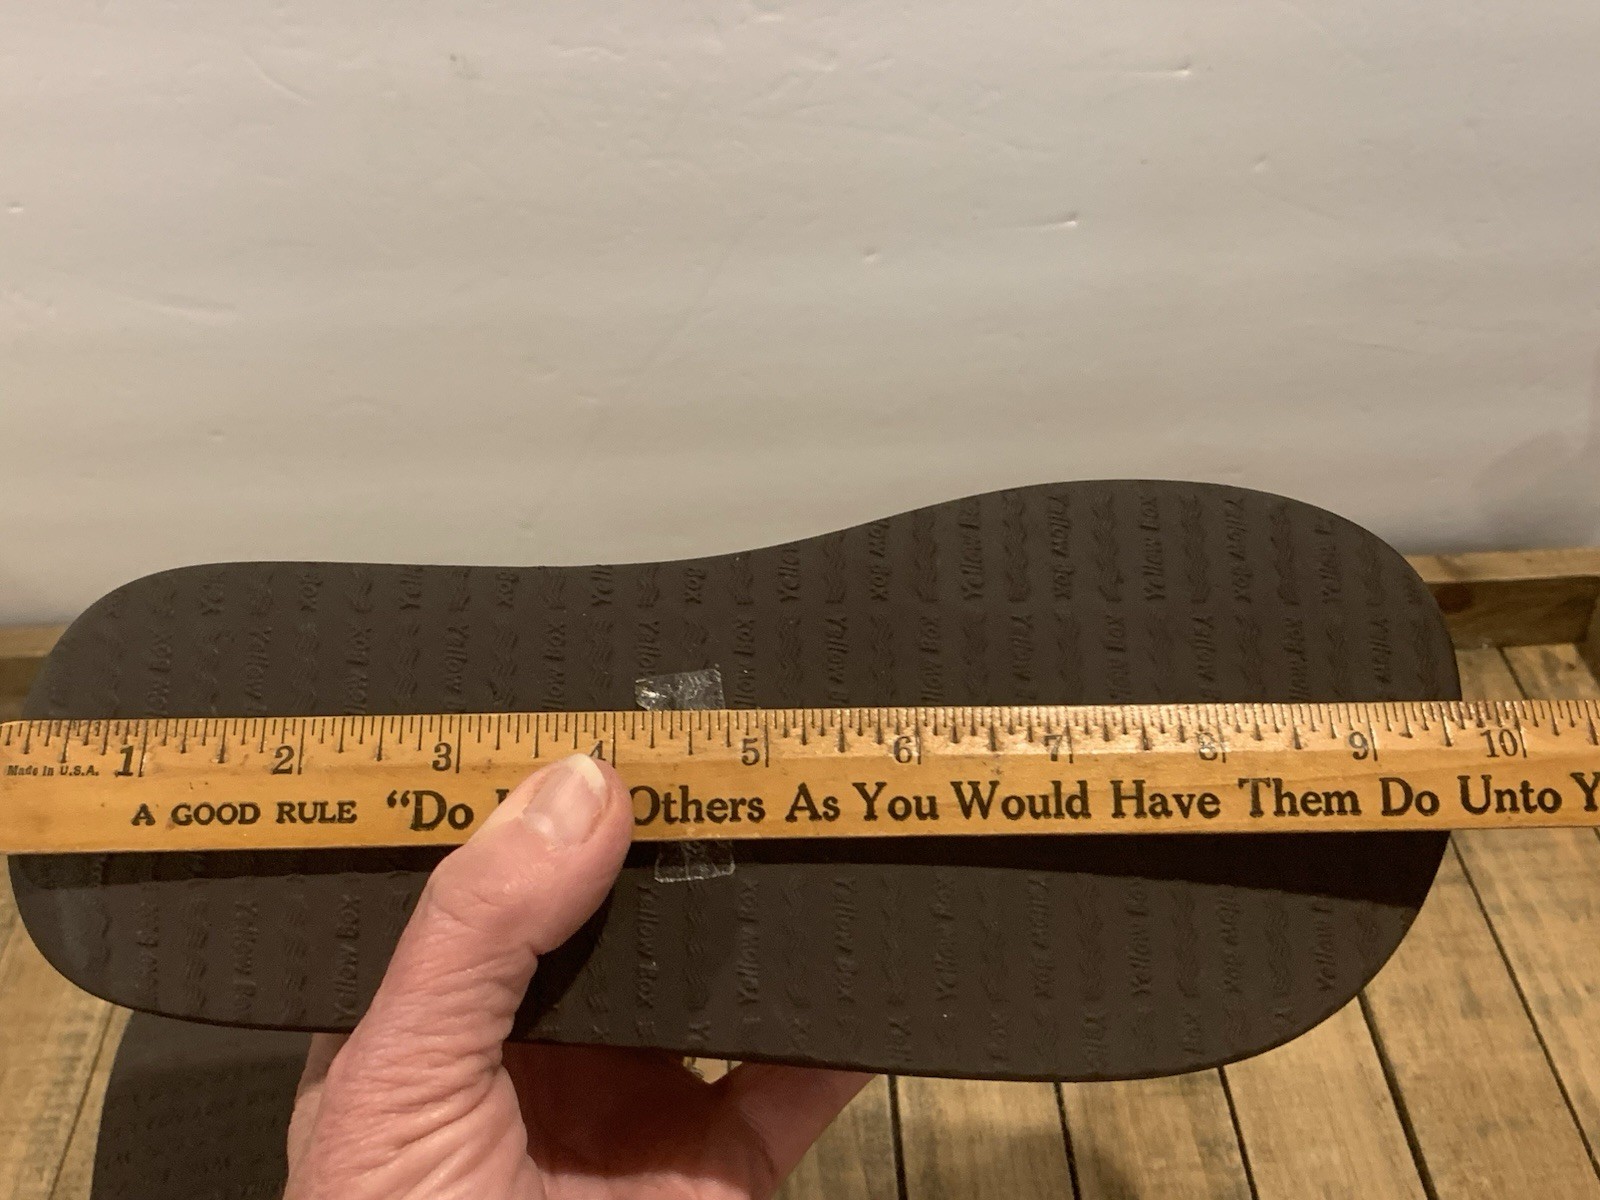 1 2 3 4 5 6 7 8 9 10
Made in U.S.A.
A GOOD RULE “Do Others As You Would Have Them Do Unto Y
Yellow Box